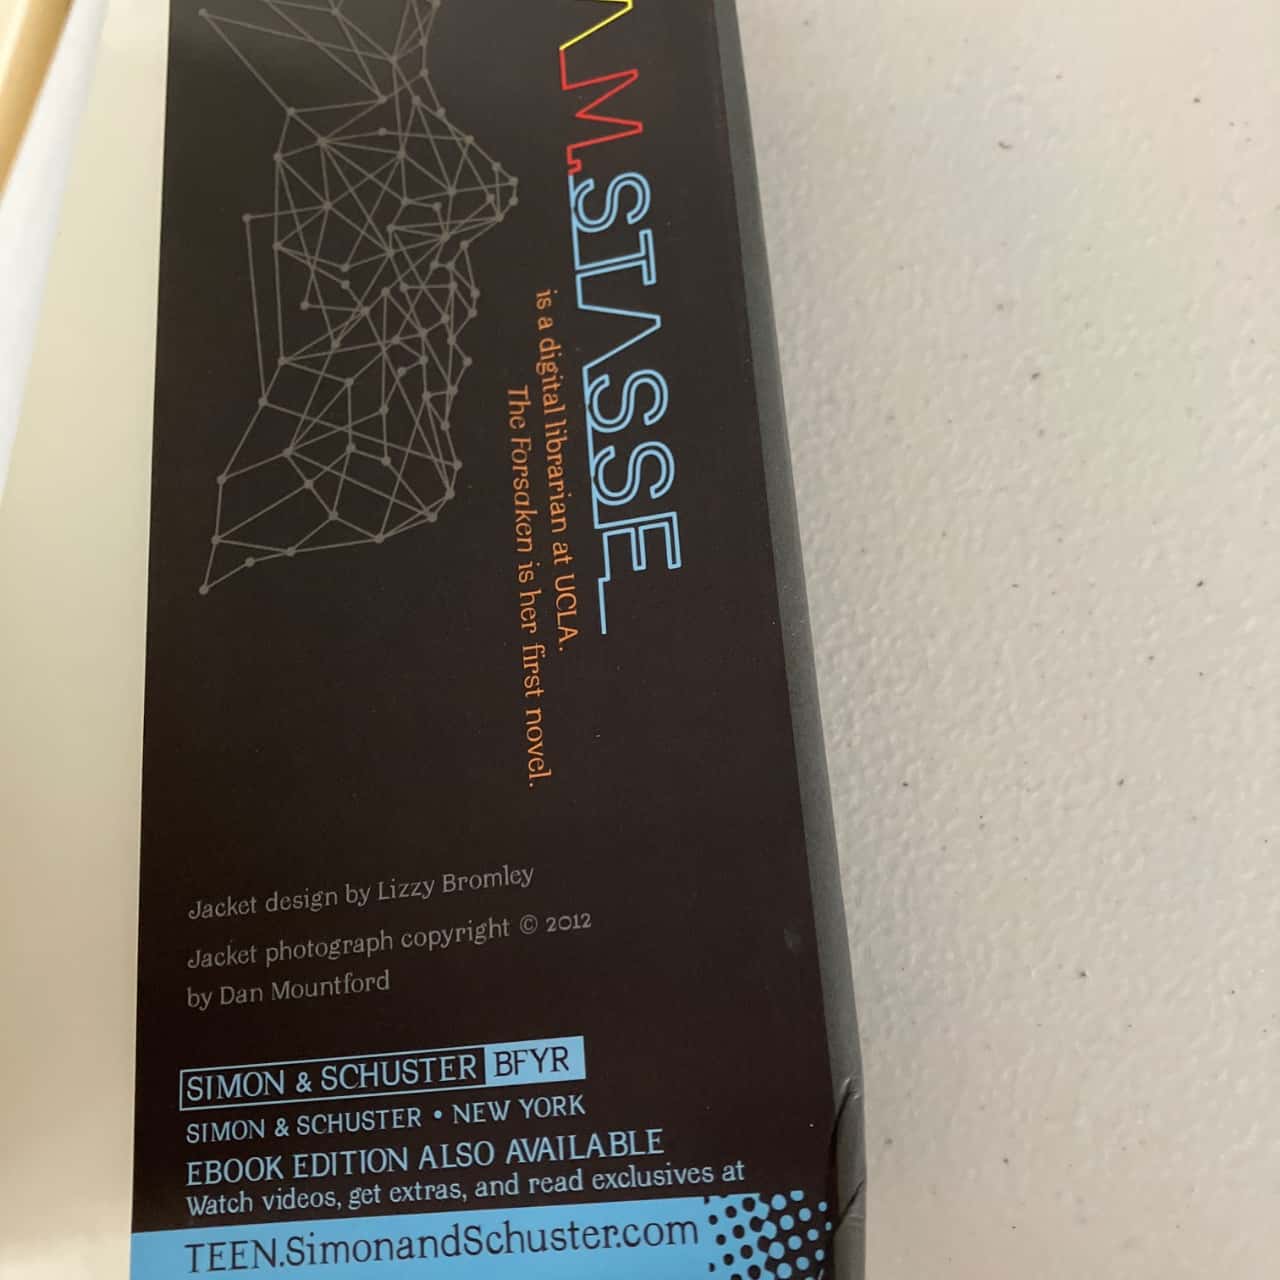 M. STASSE
is a digital librarian at UCLA.
The Forsaken is her first novel.
Jacket design by Lizzy Bromley
Jacket photograph copyright © 2012
by Dan Mountford
SIMON & SCHUSTER BFYR
SIMON & SCHUSTER • NEW YORK
EBOOK EDITION ALSO AVAILABLE
Watch videos, get extras, and read exclusives at
TEEN.SimonandSchuster.com